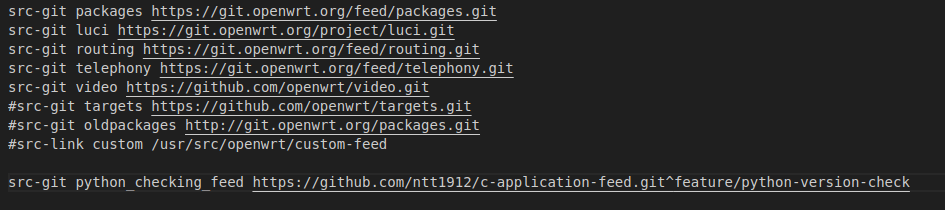 src-git packages https://git.openwrt.org/feed/packages.git
src-git luci https://git.openwrt.org/project/luci.git
src-git routing https://git.openwrt.org/feed/routing.git
src-git telephony https://git.openwrt.org/feed/telephony.git
src-git video https://github.com/openwrt/video.git
#src-git targets https://github.com/openwrt/targets.git
#src-git oldpackages http://git.openwrt.org/packages.git
#src-link custom /usr/src/openwrt/custom-feed
src-git python_checking_feed https://github.com/ntt1912/c-application-feed.git^feature/python-version-check